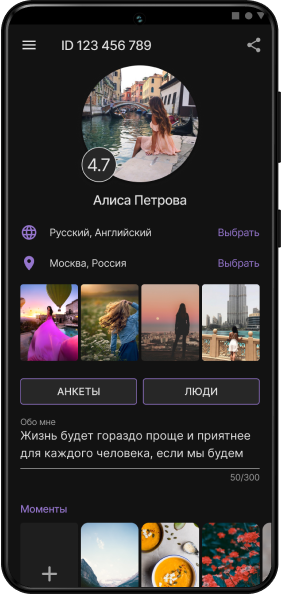 ID 123 456 789
4.7
Алиса Петрова
Русский, Английский Выбрать
Москва, Россия Выбрать
АНКЕТЫ ЛЮДИ
Обо мне
Жизнь будет гораздо проще и приятнее
для каждого человека, если мы будем
50/300
Моменты